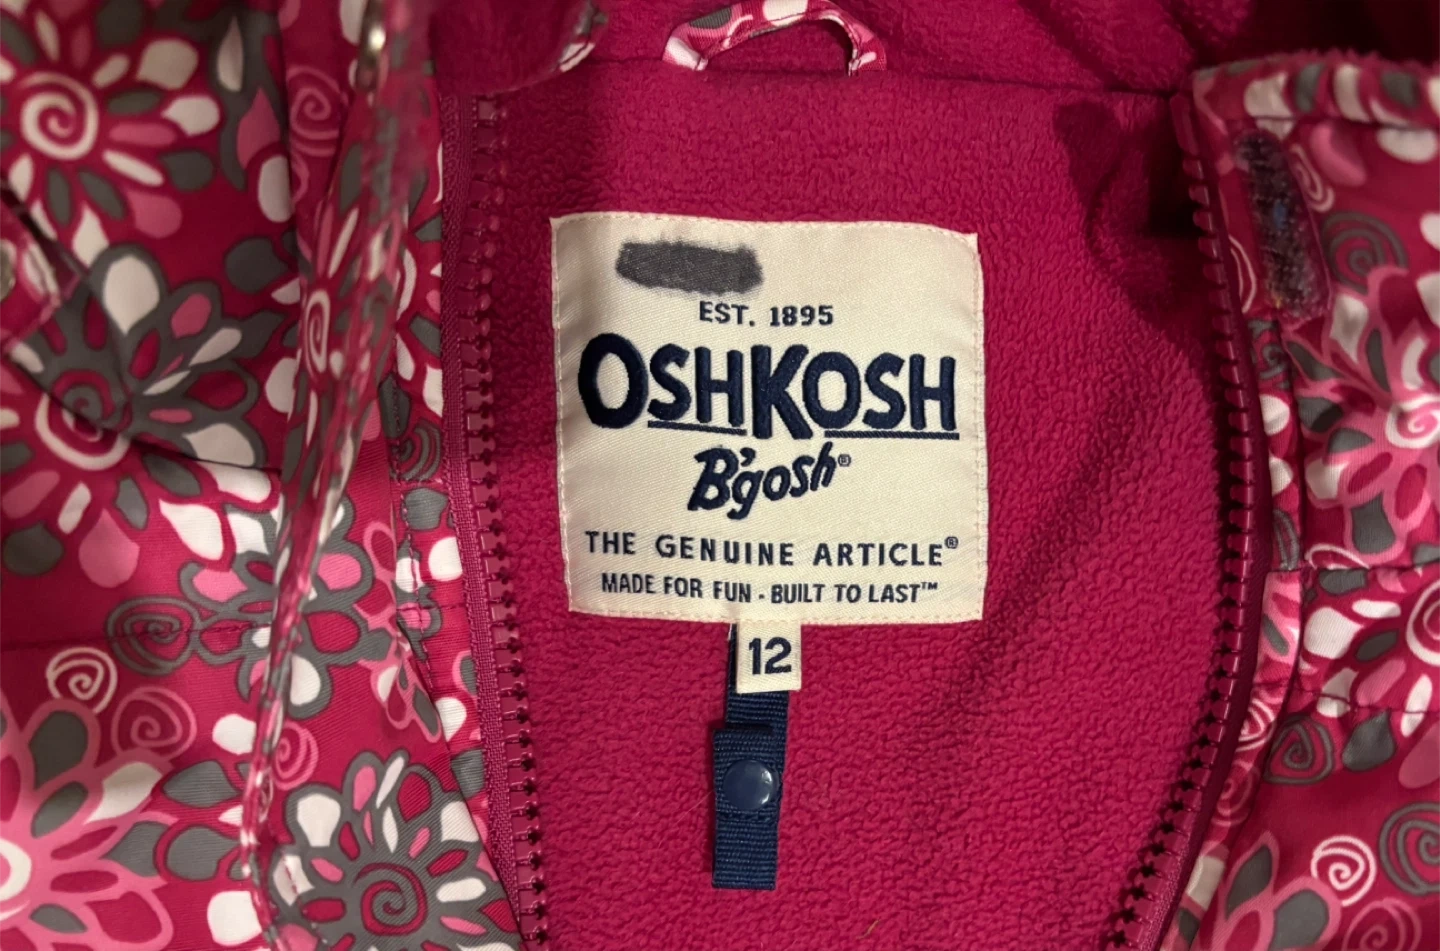 EST. 1895
OSHKOSH
B'gosh®
THE GENUINE ARTICLE®
MADE FOR FUN - BUILT TO LAST™
12